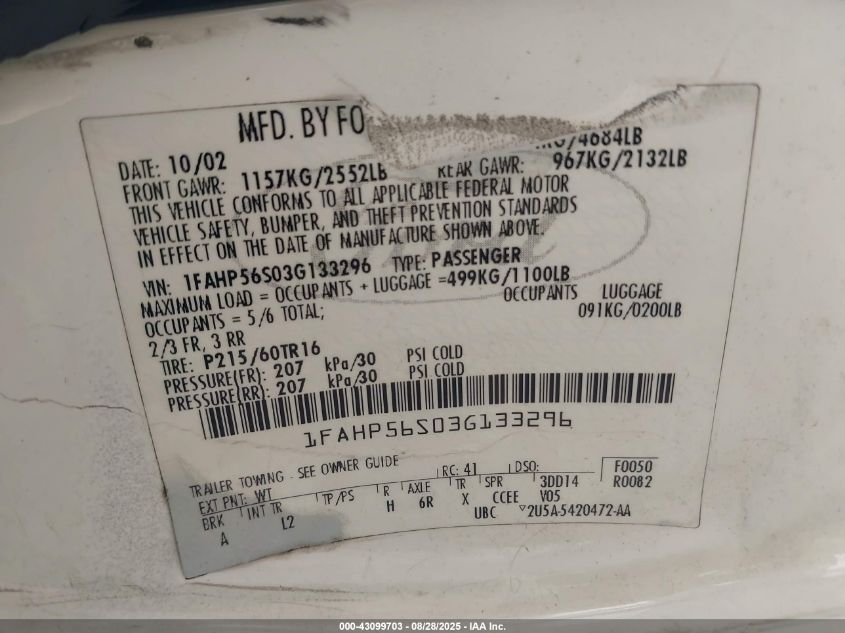 MFD. BY FO
/4684LB
DATE: 10/02
FRONT GAWR: 1157KG/2552LB REAR GAWR: 967KG/2132LB
THIS VEHICLE CONFORMS TO ALL APPLICABLE FEDERAL MOTOR
VEHICLE SAFETY, BUMPER, AND THEFT PREVENTION STANDARDS
IN EFFECT ON THE DATE OF MANUFACTURE SHOWN ABOVE.
VIN: 1FAHP56S03G133296 TYPE: PASSENGER
MAXIMUM LOAD = OCCUPANTS + LUGGAGE =499KG/1100LB
OCCUPANTS = 5/6 TOTAL; OCCUPANTS LUGGAGE
2/3 FR, 3 RR 091KG/0200LB
TIRE: P215/60TR16
PRESSURE(FR): 207 kPa/30 PSI COLD
PRESSURE(RR): 207 kPa/30 PSI COLD
1FAHP56S03G133296
TRAILER TOWING - SEE OWNER GUIDE RC: 41 DSO: F0050
EXT PNT: WT 3DD14 R0082
BRK INT TR TP/PS R AXLE TR SPR V05
A L2 H 6R X CCEE
UBC 2U5A-5420472-AA
000-43099703 - 08/28/2025 - IAA Inc.